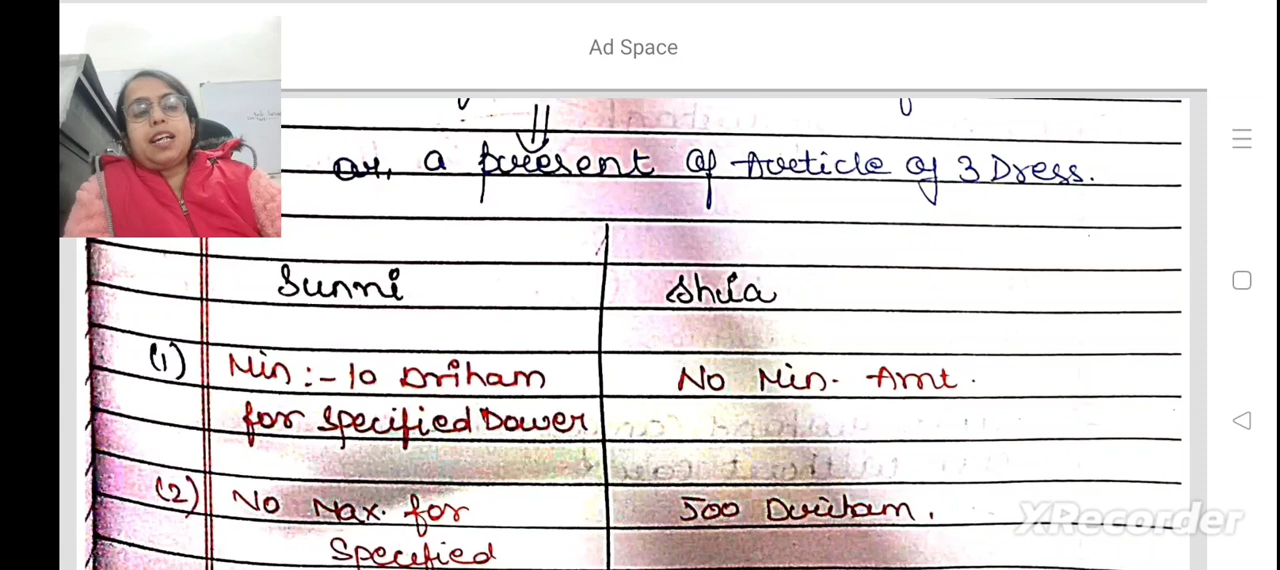 Ad Space
or, a present of Article of 3 Dress.
Sunni Shia
(1) Min :- 10 Driham No Min. Amt.
for specified Dower
(2) No Max. for 500 Dirham.
Specified
XRecorder